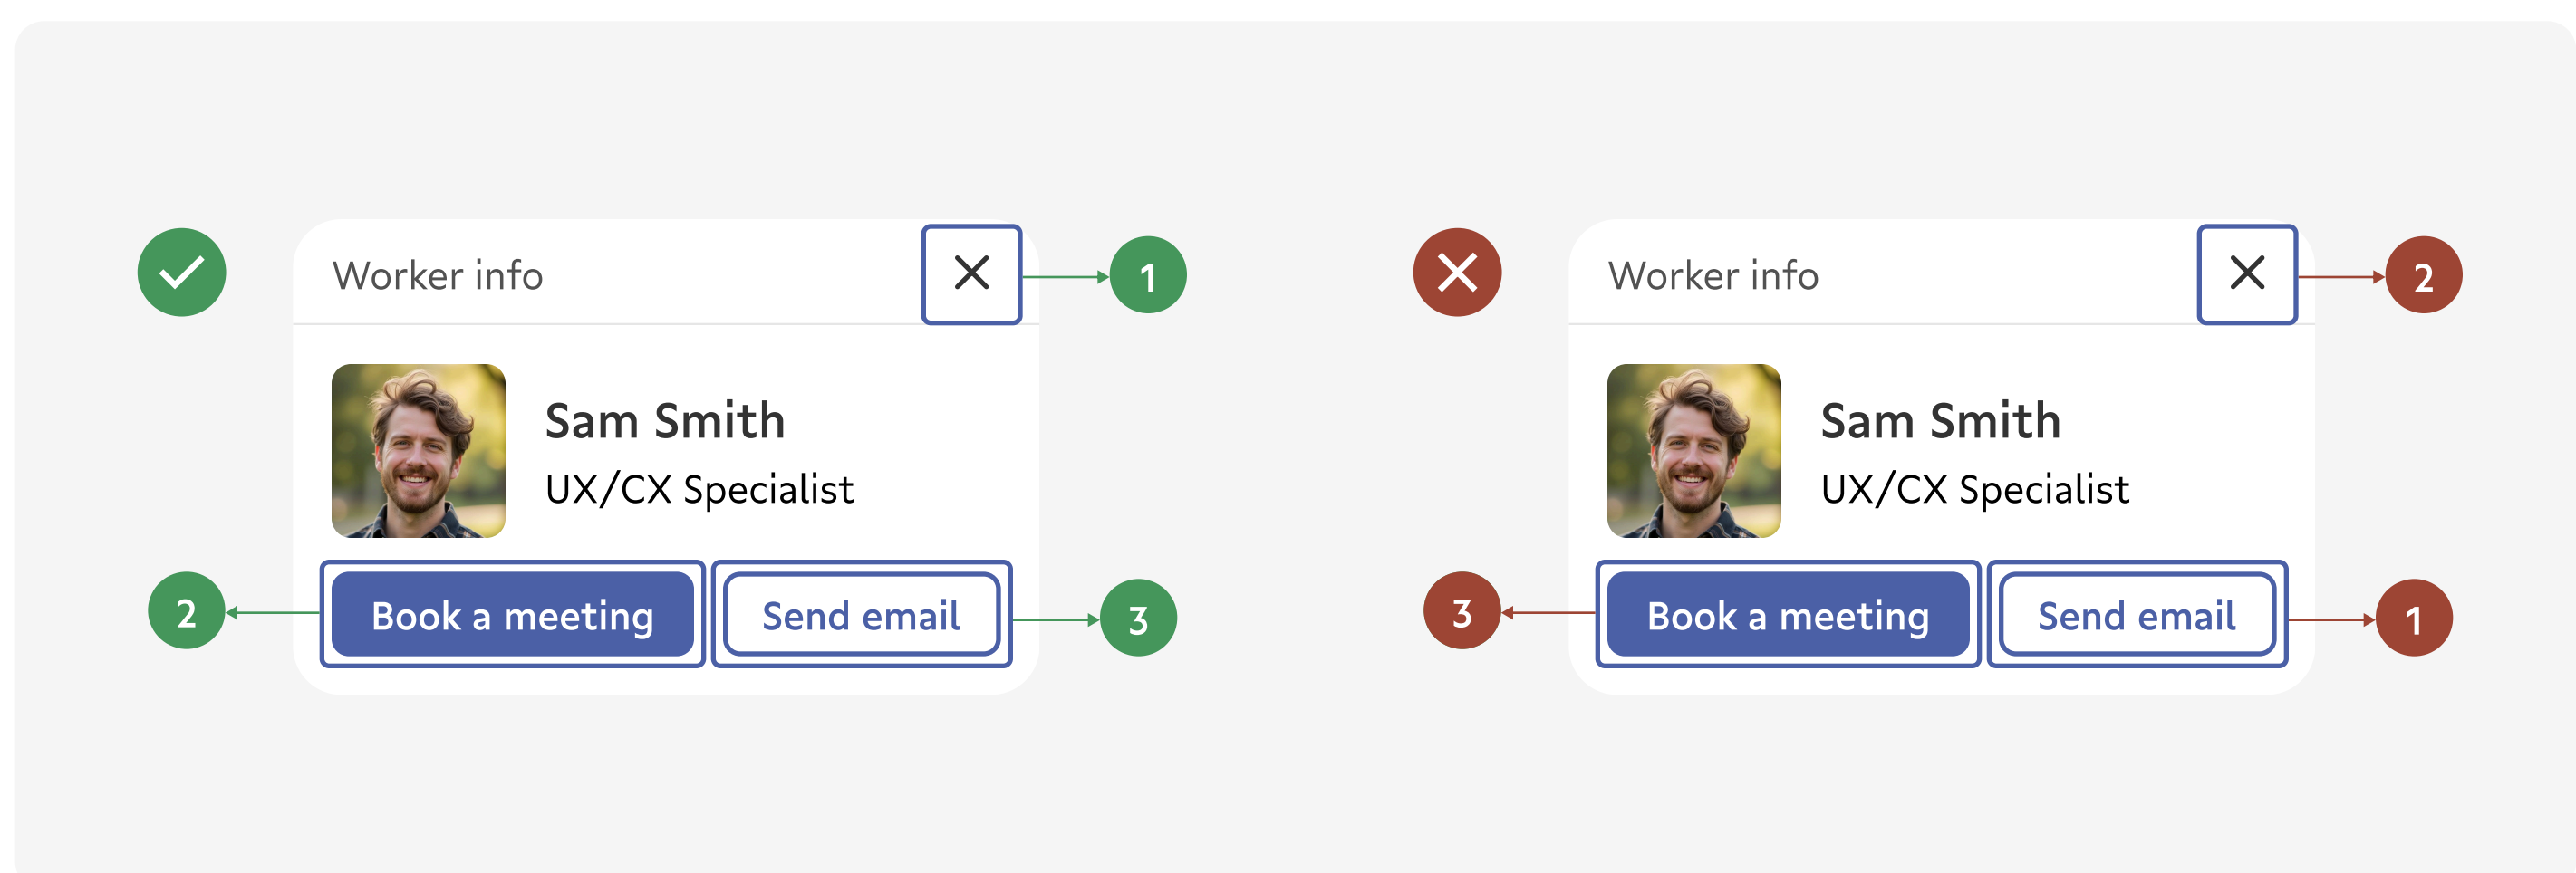 Worker info
1
Sam Smith
UX/CX Specialist
2
Book a meeting
Send email
3
Worker info
2
Sam Smith
UX/CX Specialist
3
Book a meeting
Send email
1